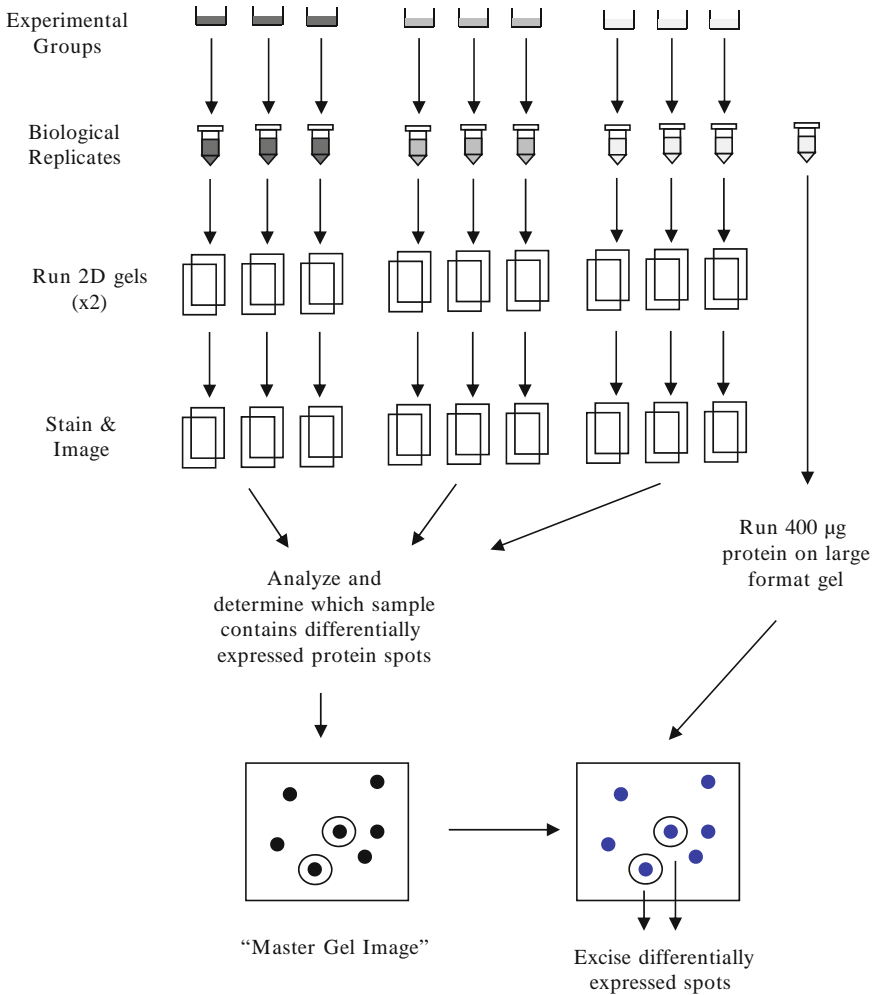 Experimental
Groups
Biological
Replicates
Run 2D gels
(x2)
Stain &
Image
Run 400 µg
protein on large
format gel
Analyze and
determine which sample
contains differentially
expressed protein spots
“Master Gel Image”
Excise differentially
expressed spots